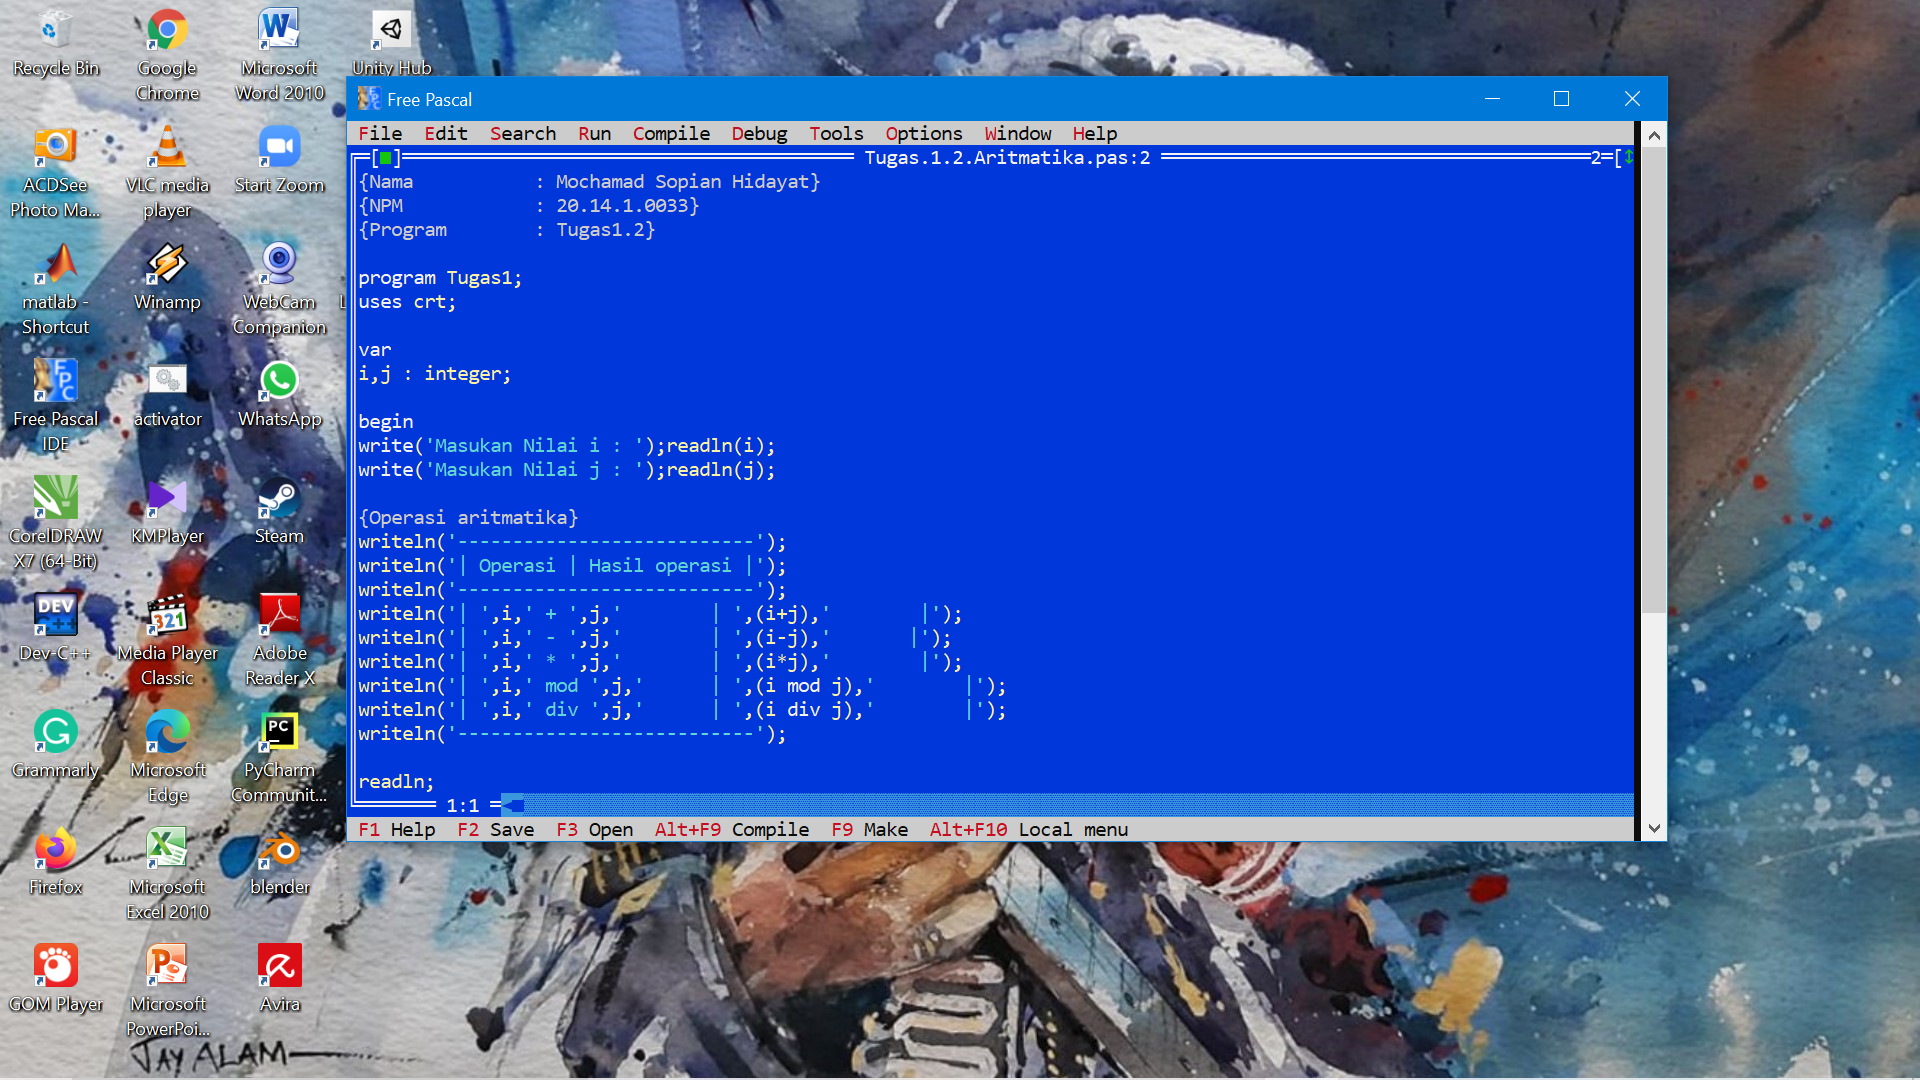 Recycle Bin
Google
Chrome
Microsoft
Word 2010
Unity Hub
ACDSee
Photo Ma...
VLC media
player
Start Zoom
matlab -
Shortcut
Winamp
WebCam
Companion
L
Free Pascal
IDE
activator
WhatsApp
CorelDRAW
X7 (64-Bit)
KMPlayer
Steam
DEV
C++
Dev-C++
321
Media Player
Classic
Adobe
Reader X
Grammarly
Microsoft
Edge
PC
PyCharm
Communit...
Firefox
Microsoft
Excel 2010
blender
GOM Player
Microsoft
PowerPoi...
Avira
JAY ALAM
Free Pascal
File Edit Search Run Compile Debug Tools Options Window Help
[■] Tugas.1.2.Aritmatika.pas:2 2=[↕
{Nama           : Mochamad Sopian Hidayat}
{NPM            : 20.14.1.0033}
{Program        : Tugas1.2}
program Tugas1;
uses crt;
var
i,j : integer;
begin
write('Masukan Nilai i : ');readln(i);
write('Masukan Nilai j : ');readln(j);
{Operasi aritmatika}
writeln('---------------------------');
writeln('| Operasi | Hasil operasi |');
writeln('---------------------------');
writeln('| ',i,' + ',j,'        | ',(i+j),'        |');
writeln('| ',i,' - ',j,'        | ',(i-j),'       |');
writeln('| ',i,' * ',j,'        | ',(i*j),'        |');
writeln('| ',i,' mod ',j,'      | ',(i mod j),'        |');
writeln('| ',i,' div ',j,'      | ',(i div j),'        |');
writeln('---------------------------');
readln;
1:1
F1 Help F2 Save F3 Open Alt+F9 Compile F9 Make Alt+F10 Local menu